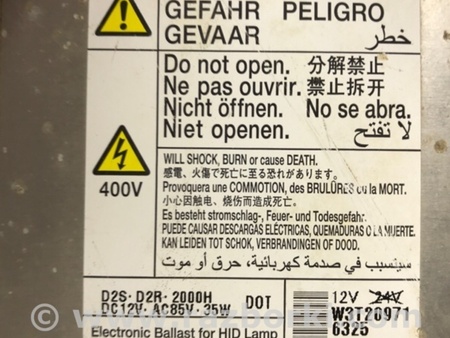 GEFAHR PELIGRO
GEVAAR خطر
Do not open. 分解禁止
Ne pas ouvrir. 禁止拆开
Nicht öffnen. No se abra.
Niet openen. لا تفتح
400V
WILL SHOCK, BURN or cause DEATH.
感電、火傷で死亡に至る恐れがあります。
Provoquera une COMMOTION, des BRULÛRES ou la MORT.
小心因触电、烧伤而造成死亡。
Es besteht stromschlag-, Feuer- und Todesgefahr.
PUEDE CAUSAR DESCARGAS ELÉCTRICAS, QUEMADURAS O LA MUERTE.
KAN LEIDEN TOT SCHOK, VERBRANDINGEN OF DOOD.
سيتسبب في صدمة كهربائية، حرق أو موت
D2S · D2R · 2000H DOT
DC12V · AC85V · 35W
12V 24V
W3T20971
6325
Electronic Ballast for HID Lamp